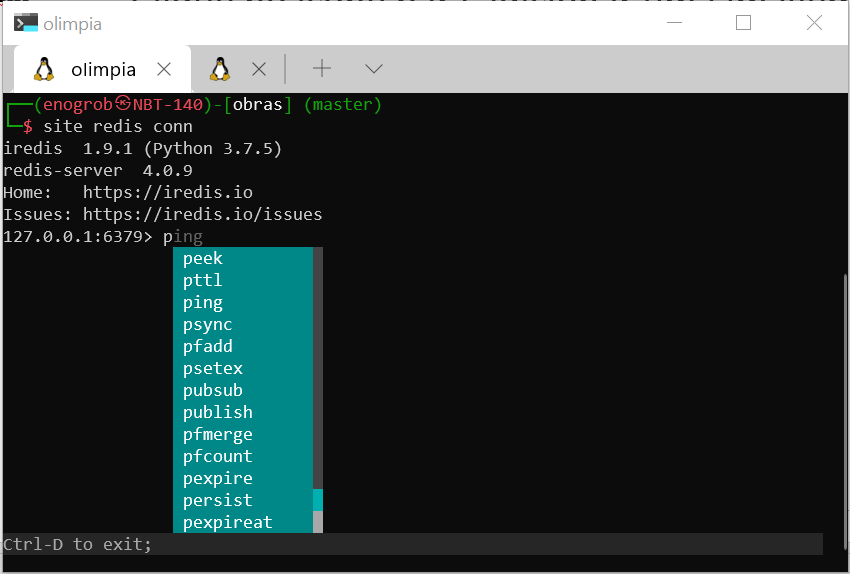 olimpia
olimpia
┌──(enogrob㉿NBT-140)-[obras] (master)
└─$ site redis conn
iredis  1.9.1 (Python 3.7.5)
redis-server  4.0.9
Home:   https://iredis.io
Issues: https://iredis.io/issues
127.0.0.1:6379> ping
peek
pttl
ping
psync
pfadd
psetex
pubsub
publish
pfmerge
pfcount
pexpire
persist
pexpireat
Ctrl-D to exit;